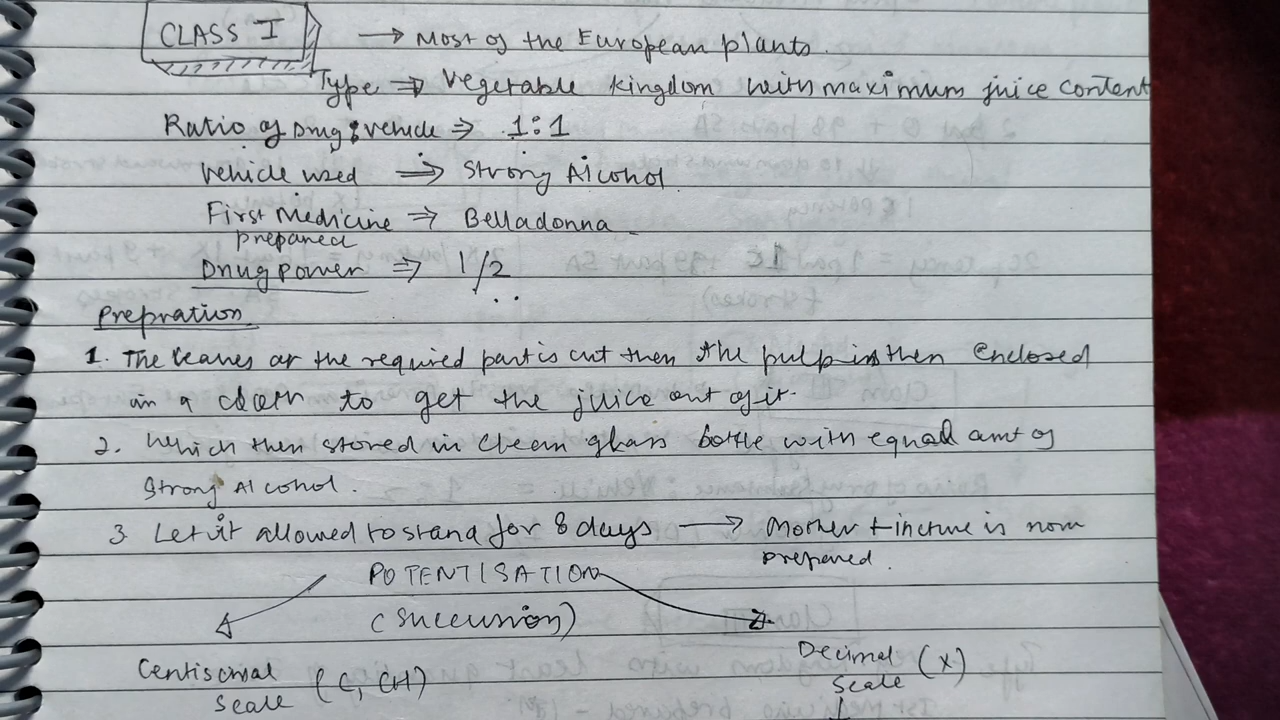 CLASS I → Most of the European plants.
Type ⇒ Vegetable kingdom with maximum juice content
Ratio of Drug : vehicle ⇒ 1:1
Vehicle used ⇒ Strong Alcohol.
First Medicine ⇒ Belladonna
prepared
Drug power ⇒ 1/2
Prepration
1. The leaves or the required part is cut then the pulp is then enclosed
in a cloth to get the juice out of it.
2. Which then stored in clean glass bottle with equal amt of
Strong Alcohol.
3 Let it allowed to stand for 8 days → Mother tincture is now
prepared.
POTENTISATION
(Succussion)
Centiscimal
Scale (C, CH)
Decimal
Scale (X)